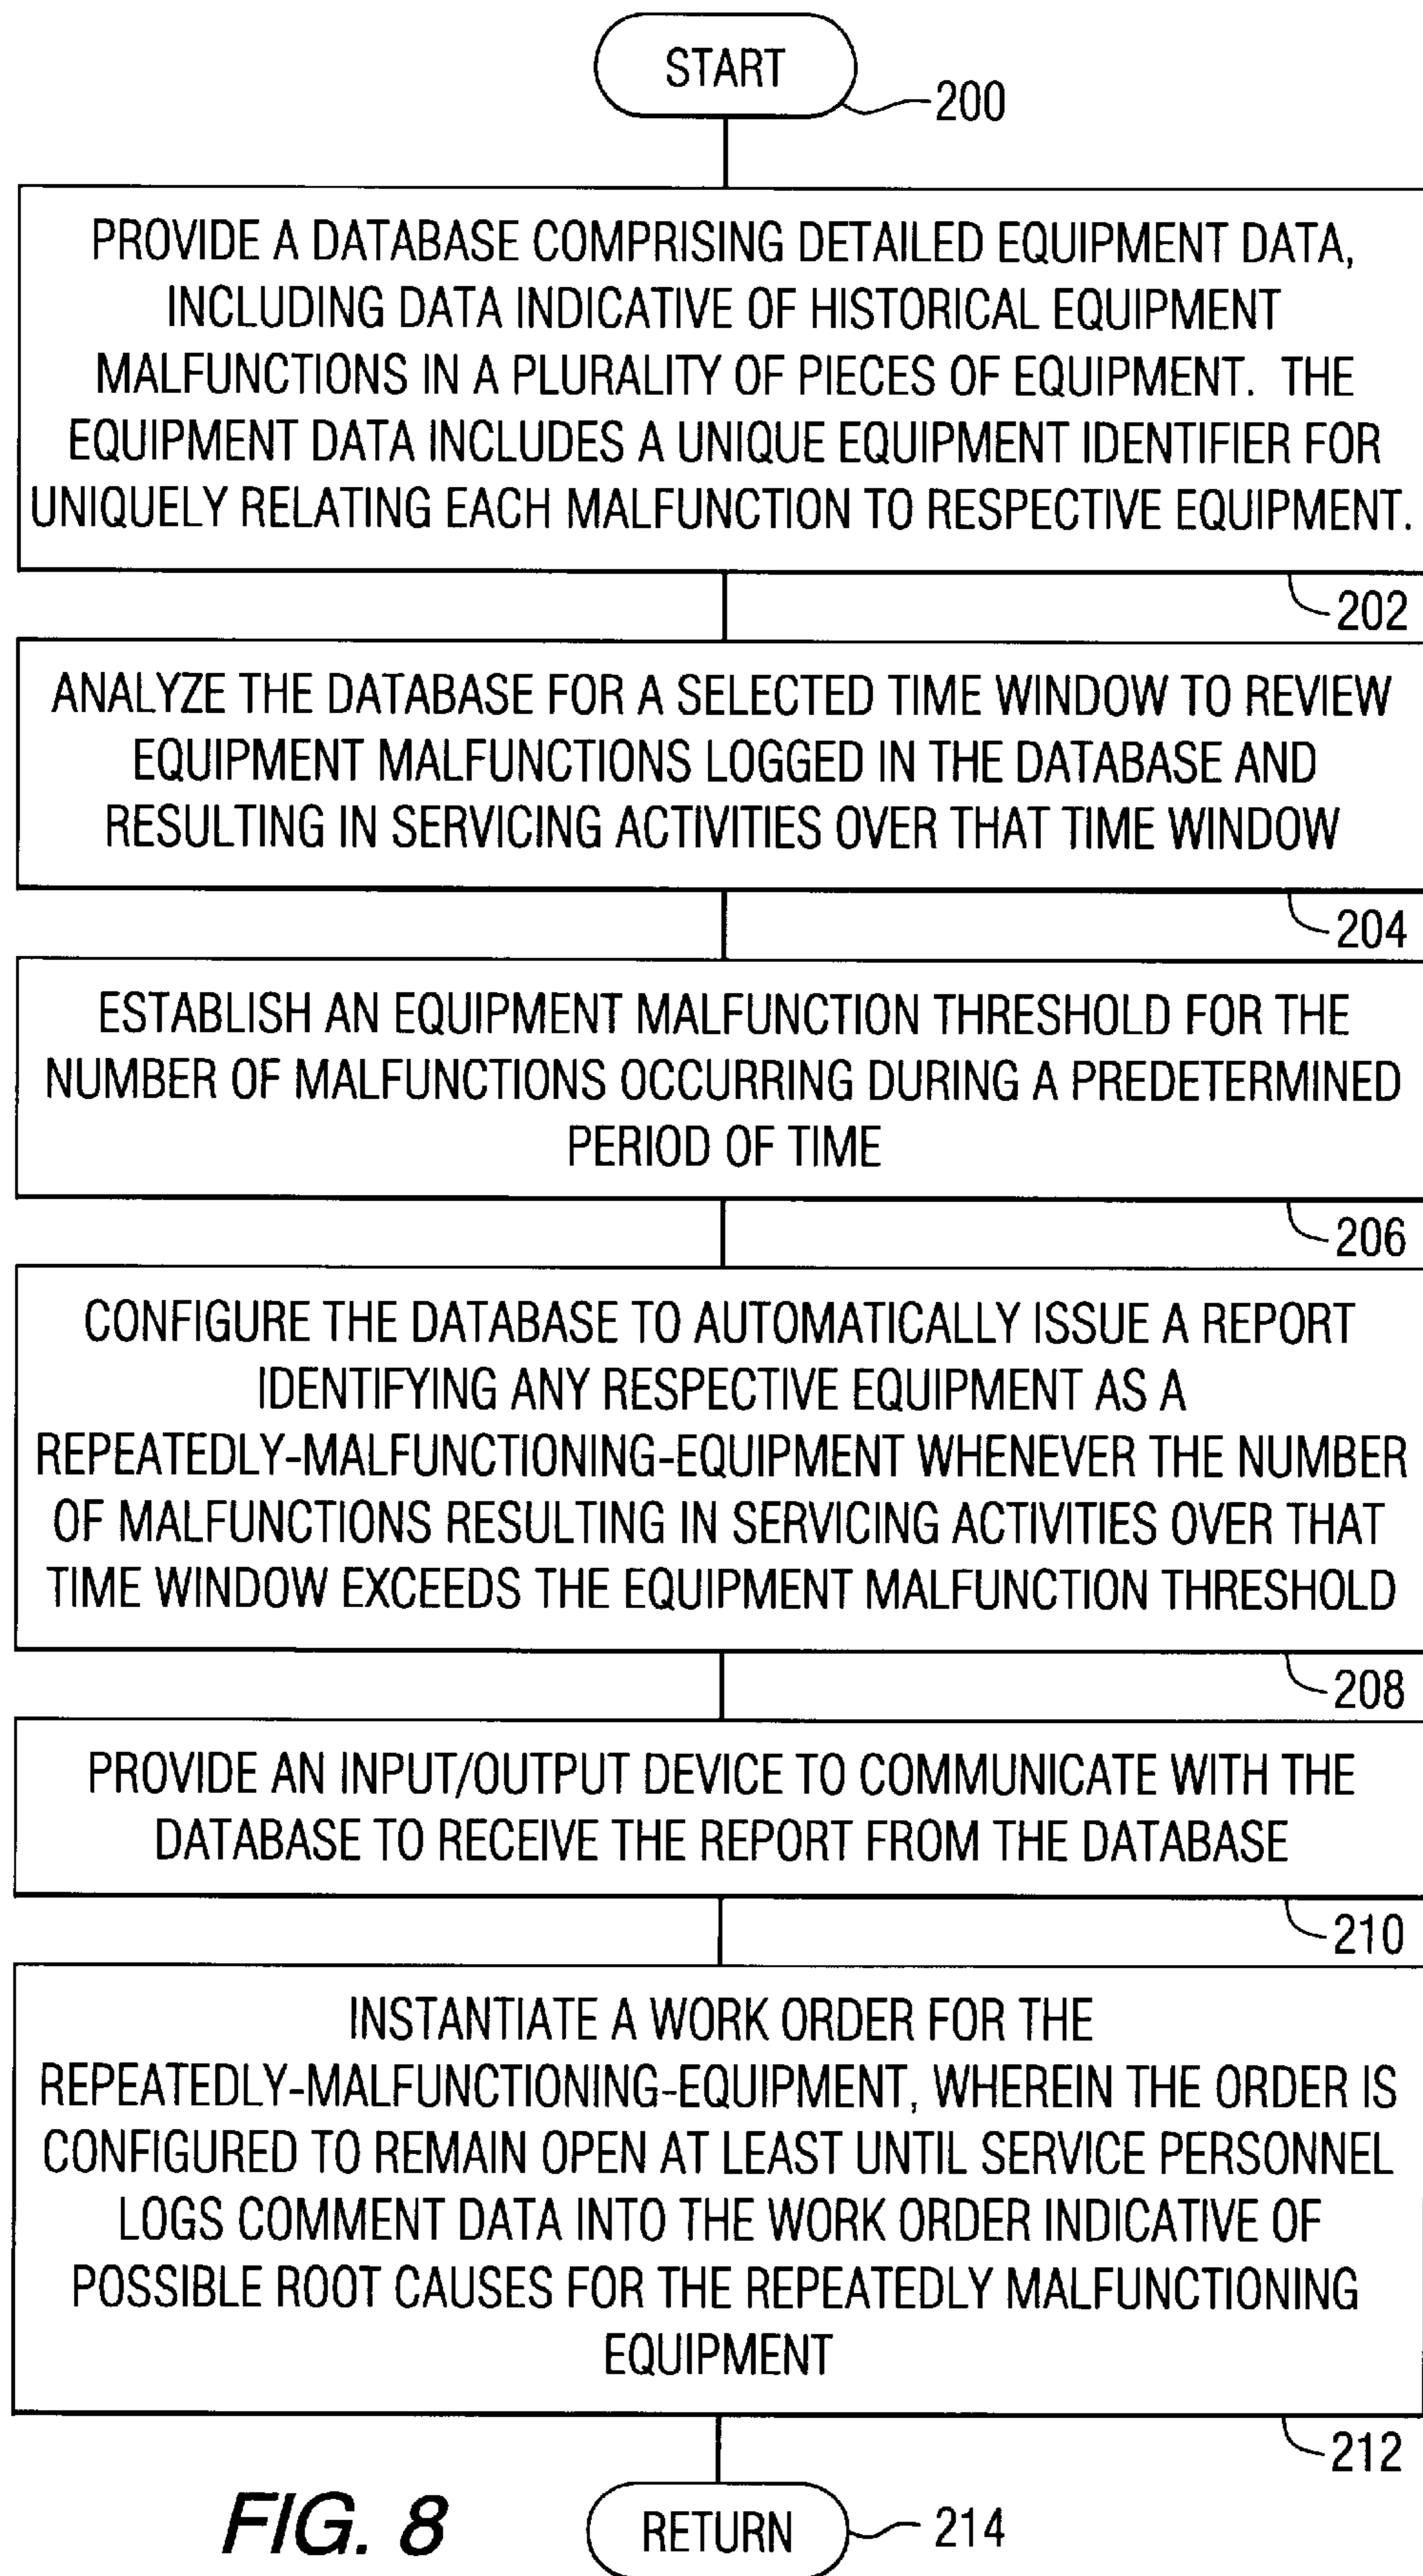 START
200
PROVIDE A DATABASE COMPRISING DETAILED EQUIPMENT DATA,
INCLUDING DATA INDICATIVE OF HISTORICAL EQUIPMENT
MALFUNCTIONS IN A PLURALITY OF PIECES OF EQUIPMENT. THE
EQUIPMENT DATA INCLUDES A UNIQUE EQUIPMENT IDENTIFIER FOR
UNIQUELY RELATING EACH MALFUNCTION TO RESPECTIVE EQUIPMENT.
202
ANALYZE THE DATABASE FOR A SELECTED TIME WINDOW TO REVIEW
EQUIPMENT MALFUNCTIONS LOGGED IN THE DATABASE AND
RESULTING IN SERVICING ACTIVITIES OVER THAT TIME WINDOW
204
ESTABLISH AN EQUIPMENT MALFUNCTION THRESHOLD FOR THE
NUMBER OF MALFUNCTIONS OCCURRING DURING A PREDETERMINED
PERIOD OF TIME
206
CONFIGURE THE DATABASE TO AUTOMATICALLY ISSUE A REPORT
IDENTIFYING ANY RESPECTIVE EQUIPMENT AS A
REPEATEDLY-MALFUNCTIONING-EQUIPMENT WHENEVER THE NUMBER
OF MALFUNCTIONS RESULTING IN SERVICING ACTIVITIES OVER THAT
TIME WINDOW EXCEEDS THE EQUIPMENT MALFUNCTION THRESHOLD
208
PROVIDE AN INPUT/OUTPUT DEVICE TO COMMUNICATE WITH THE
DATABASE TO RECEIVE THE REPORT FROM THE DATABASE
210
INSTANTIATE A WORK ORDER FOR THE
REPEATEDLY-MALFUNCTIONING-EQUIPMENT, WHEREIN THE ORDER IS
CONFIGURED TO REMAIN OPEN AT LEAST UNTIL SERVICE PERSONNEL
LOGS COMMENT DATA INTO THE WORK ORDER INDICATIVE OF
POSSIBLE ROOT CAUSES FOR THE REPEATEDLY MALFUNCTIONING
EQUIPMENT
212
FIG. 8
RETURN
214